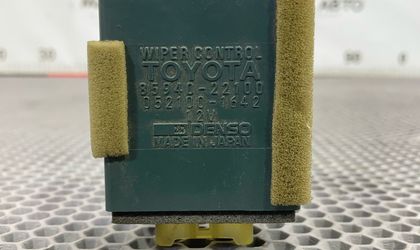 WIPER CONTROL
TOYOTA
85940-22100
052100-1642
12V
DENSO
MADE IN JAPAN